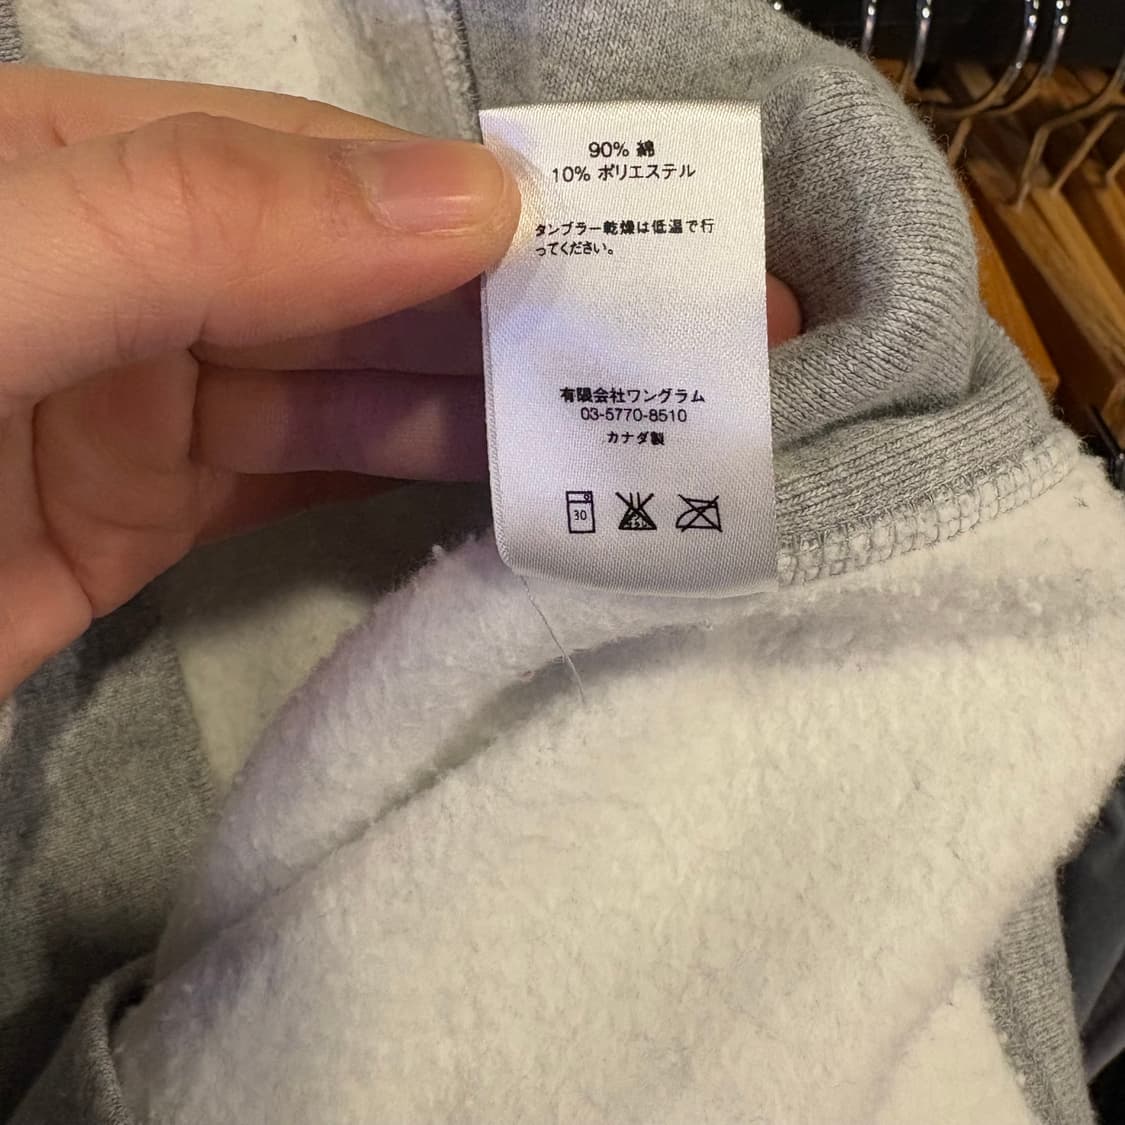 90% 綿
10% ポリエステル
タンブラー乾燥は低温で行
ってください。
有限会社ワングラム
03-5770-8510
カナダ製
30